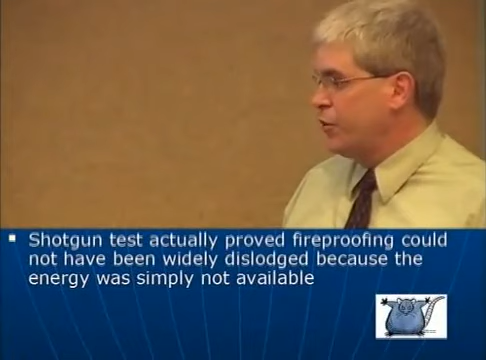 Shotgun test actually proved fireproofing could
not have been widely dislodged because the
energy was simply not available